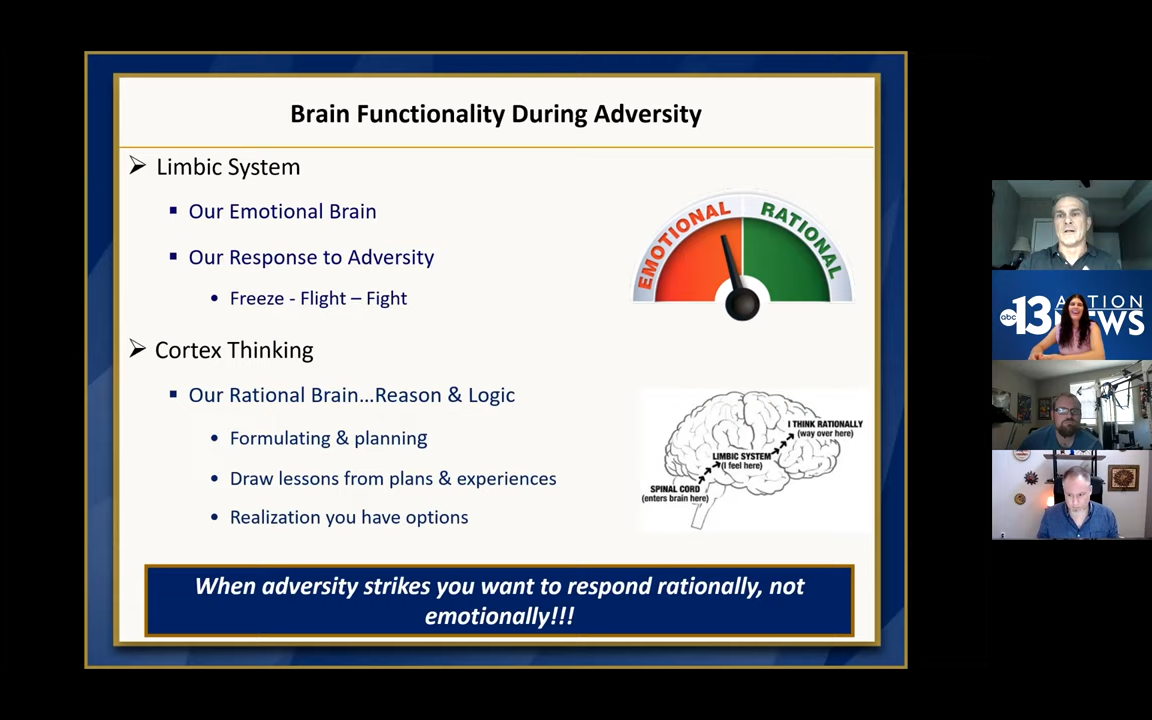 Brain Functionality During Adversity
➢ Limbic System
▪ Our Emotional Brain
▪ Our Response to Adversity
• Freeze - Flight – Fight
EMOTIONAL RATIONAL
➢ Cortex Thinking
▪ Our Rational Brain...Reason & Logic
• Formulating & planning
• Draw lessons from plans & experiences
• Realization you have options
I THINK RATIONALLY
(way over here)
LIMBIC SYSTEM
(I feel here)
SPINAL CORD
(enters brain here)
When adversity strikes you want to respond rationally, not
emotionally!!!
abc 13 ACTION
NEWS